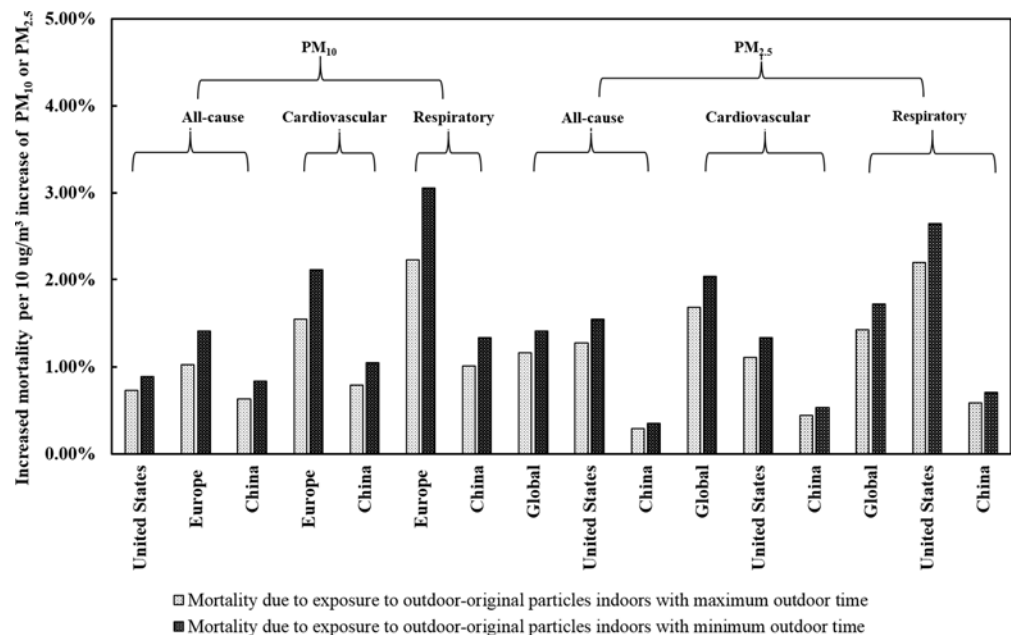 Increased mortality per 10 ug/m³ increase of PM₁₀ or PM₂.₅
5.00%
4.00%
3.00%
2.00%
1.00%
0.00%
PM₁₀
PM₂.₅
All-cause
Cardiovascular
Respiratory
All-cause
Cardiovascular
Respiratory
United States
Europe
China
Europe
China
Europe
China
Global
United States
China
Global
United States
China
Global
United States
China
Mortality due to exposure to outdoor-original particles indoors with maximum outdoor time
Mortality due to exposure to outdoor-original particles indoors with minimum outdoor time